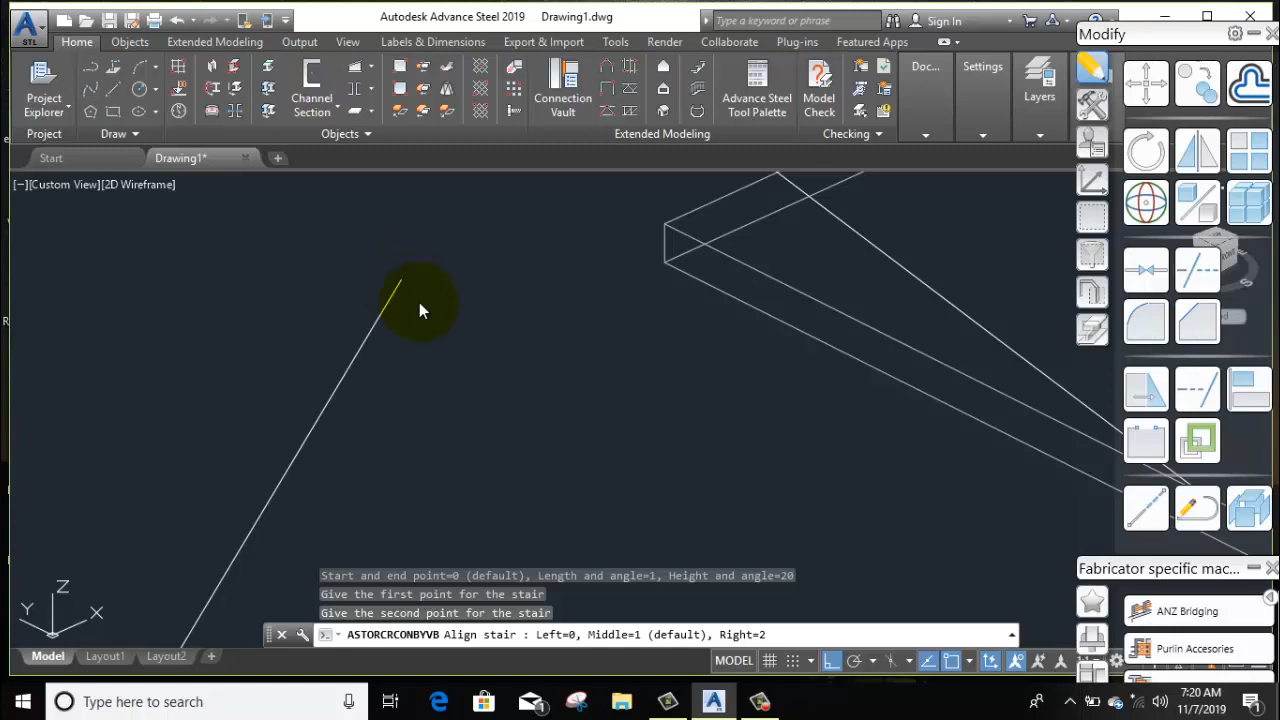 Autodesk Advance Steel 2019 Drawing1.dwg
Type a keyword or phrase
Sign In
STL
Home Objects Extended Modeling Output View Labels & Dimensions Export & Import Tools Render Collaborate Plug-ins Featured Apps
Project Explorer
Channel Section
Connection Vault
Advance Steel Tool Palette
Model Check
Doc...
Settings
Layers
Project Draw Objects Extended Modeling Checking
Start Drawing1*
[−][Custom View][2D Wireframe]
Modify
FRONT
Z
Y
X
Start and end point=0 (default), Length and angle=1, Height and angle=20
Give the first point for the stair
Give the second point for the stair
ASTORCRCONBYVB Align stair : Left=0, Middle=1 (default), Right=2
Fabricator specific mac...
ANZ Bridging
Purlin Accesories
Model Layout1 Layout2 +
MODEL
Type here to search
7:20 AM
11/7/2019